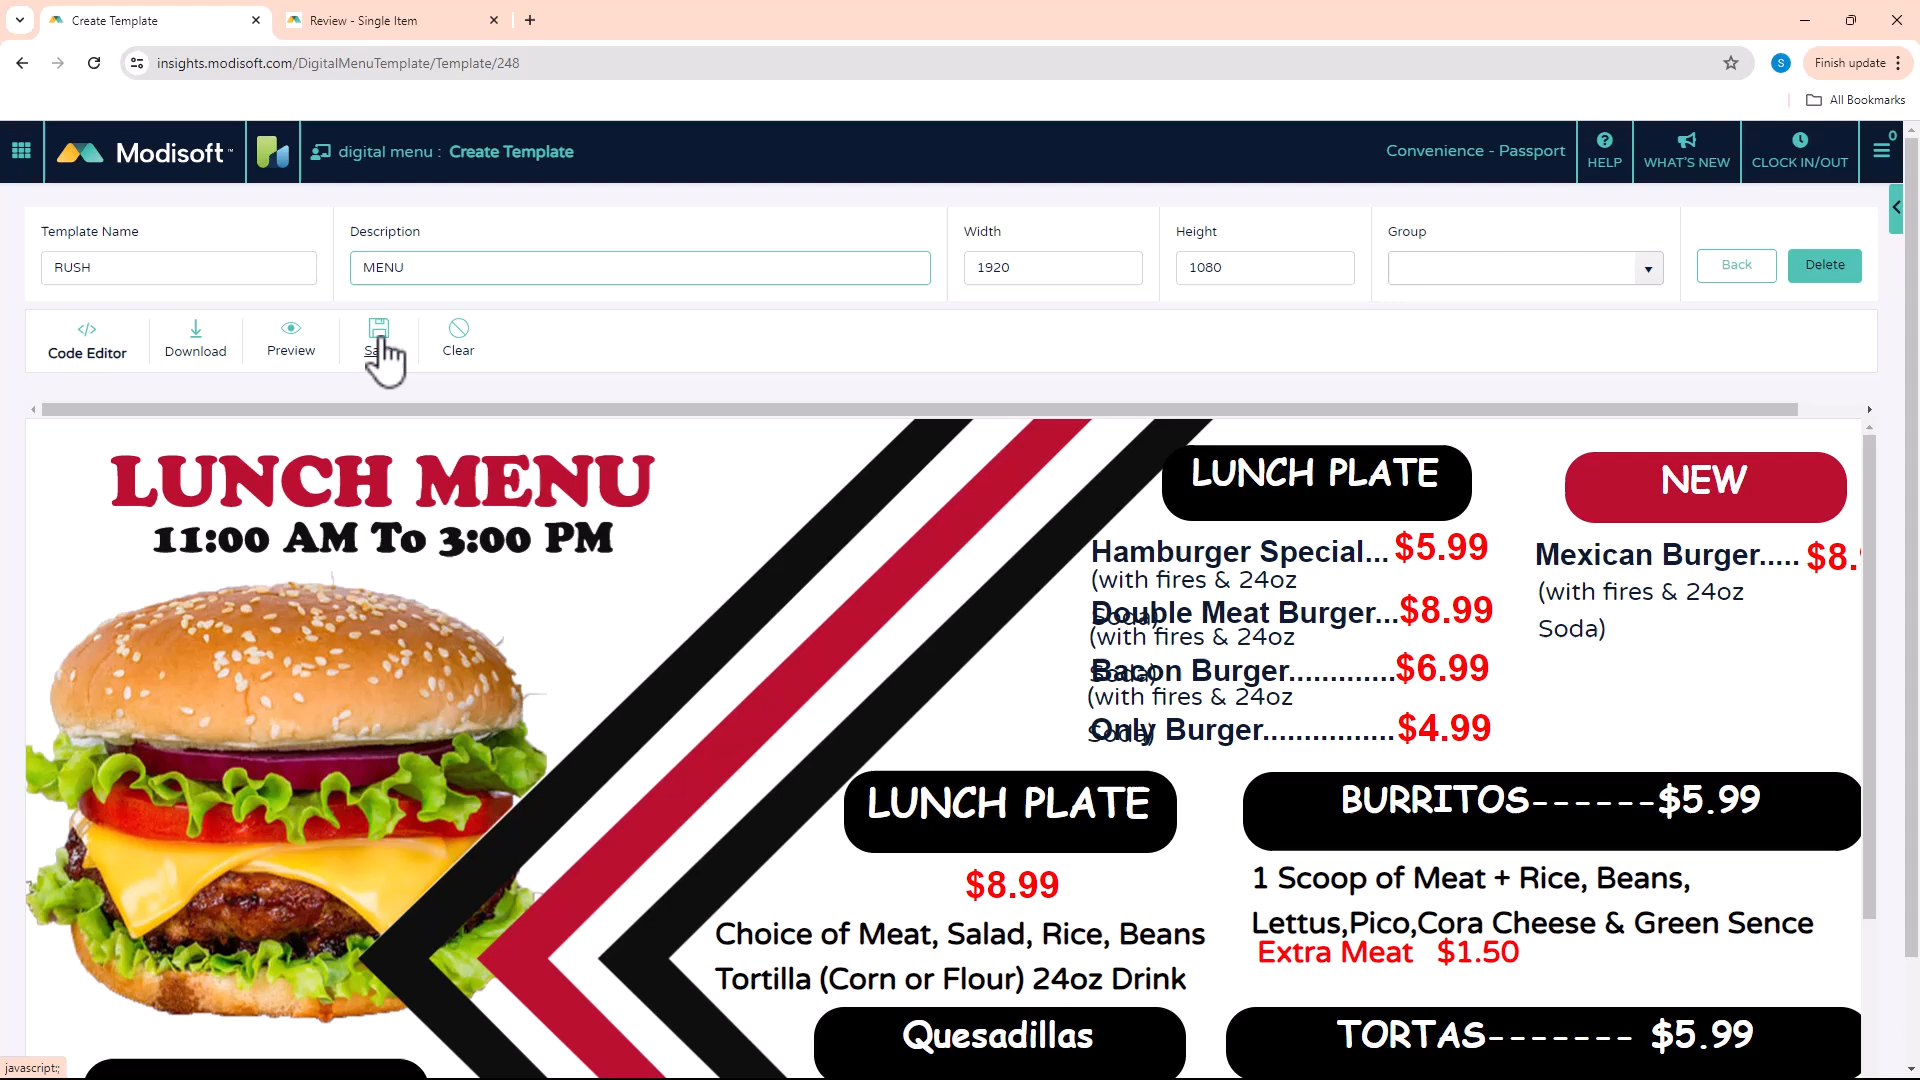 Create Template
Review - Single Item
insights.modisoft.com/DigitalMenuTemplate/Template/248
S
Finish update
All Bookmarks
Modisoft™
digital menu : Create Template
Convenience - Passport
HELP
WHAT'S NEW
CLOCK IN/OUT
0
Template Name
Description
Width
Height
Group
RUSH
MENU
1920
1080
Back
Delete
Code Editor
Download
Preview
Clear
LUNCH MENU
11:00 AM To 3:00 PM
LUNCH PLATE
Hamburger Special... $5.99
(with fires & 24oz
Soda)
Double Meat Burger...$8.99
(with fires & 24oz
Soda)
Bacon Burger.............$6.99
(with fires & 24oz
Soda)
Only Burger................$4.99
NEW
Mexican Burger..... $8.
(with fires & 24oz
Soda)
LUNCH PLATE
$8.99
Choice of Meat, Salad, Rice, Beans
Tortilla (Corn or Flour) 24oz Drink
BURRITOS------$5.99
1 Scoop of Meat + Rice, Beans,
Lettus,Pico,Cora Cheese & Green Sence
Extra Meat $1.50
Quesadillas
TORTAS------- $5.99
javascript:;